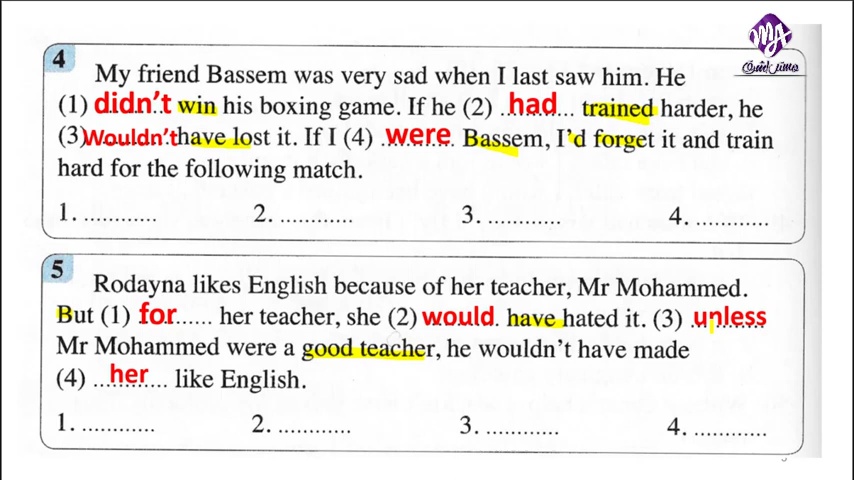 MA
مستر امنيه شوقي
4
My friend Bassem was very sad when I last saw him. He
(1) didn't win his boxing game. If he (2) ..had... trained harder, he
(3)Wouldn't have lost it. If I (4) ..were.. Bassem, I'd forget it and train
hard for the following match.
1. ............ 2. ............ 3. ............ 4. ............
5
Rodayna likes English because of her teacher, Mr Mohammed.
But (1) for...... her teacher, she (2) would. have hated it. (3) ..unless
Mr Mohammed were a good teacher, he wouldn't have made
(4) ...her... like English.
1. ............ 2. ............ 3. ............ 4. ............